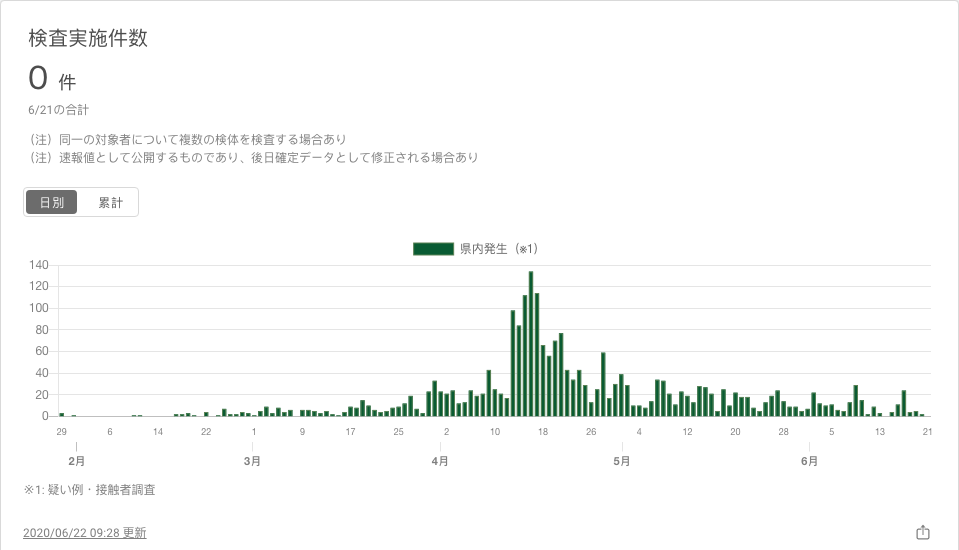 検査実施件数
0 件
6/21の合計
（注）同一の対象者について複数の検体を検査する場合あり
（注）速報値として公開するものであり、後日確定データとして修正される場合あり
日別 累計
県内発生（※1）
140
120
100
80
60
40
20
0
29 6 14 22 1 9 17 25 2 10 18 26 4 12 20 28 5 13 21
2月 3月 4月 5月 6月
※1: 疑い例・接触者調査
2020/06/22 09:28 更新